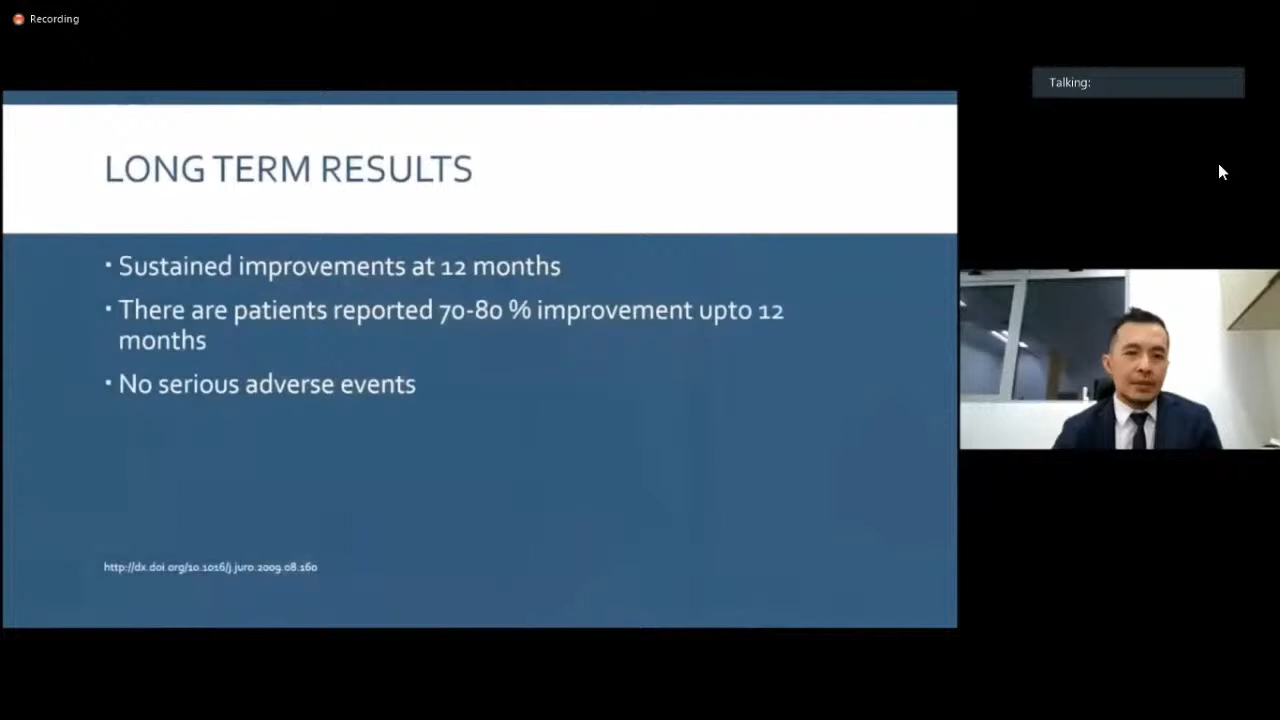 Recording
Talking:
LONG TERM RESULTS
• Sustained improvements at 12 months
• There are patients reported 70-80 % improvement upto 12
months
• No serious adverse events
http://dx.doi.org/10.1016/j.juro.2009.08.160